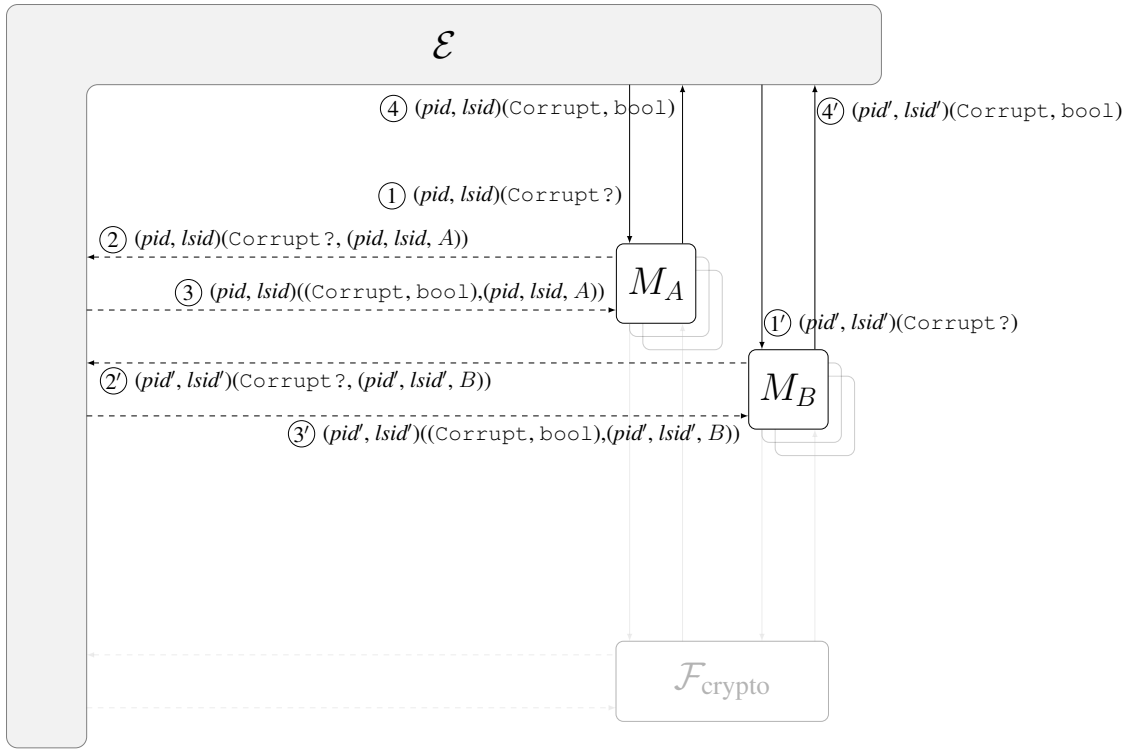 ℰ
④ (pid, lsid)(Corrupt, bool)
④′ (pid′, lsid′)(Corrupt, bool)
① (pid, lsid)(Corrupt?)
② (pid, lsid)(Corrupt?, (pid, lsid, A))
M_A
③ (pid, lsid)((Corrupt, bool),(pid, lsid, A))
①′ (pid′, lsid′)(Corrupt?)
②′ (pid′, lsid′)(Corrupt?, (pid′, lsid′, B))
M_B
③′ (pid′, lsid′)((Corrupt, bool),(pid′, lsid′, B))
ℱ_crypto